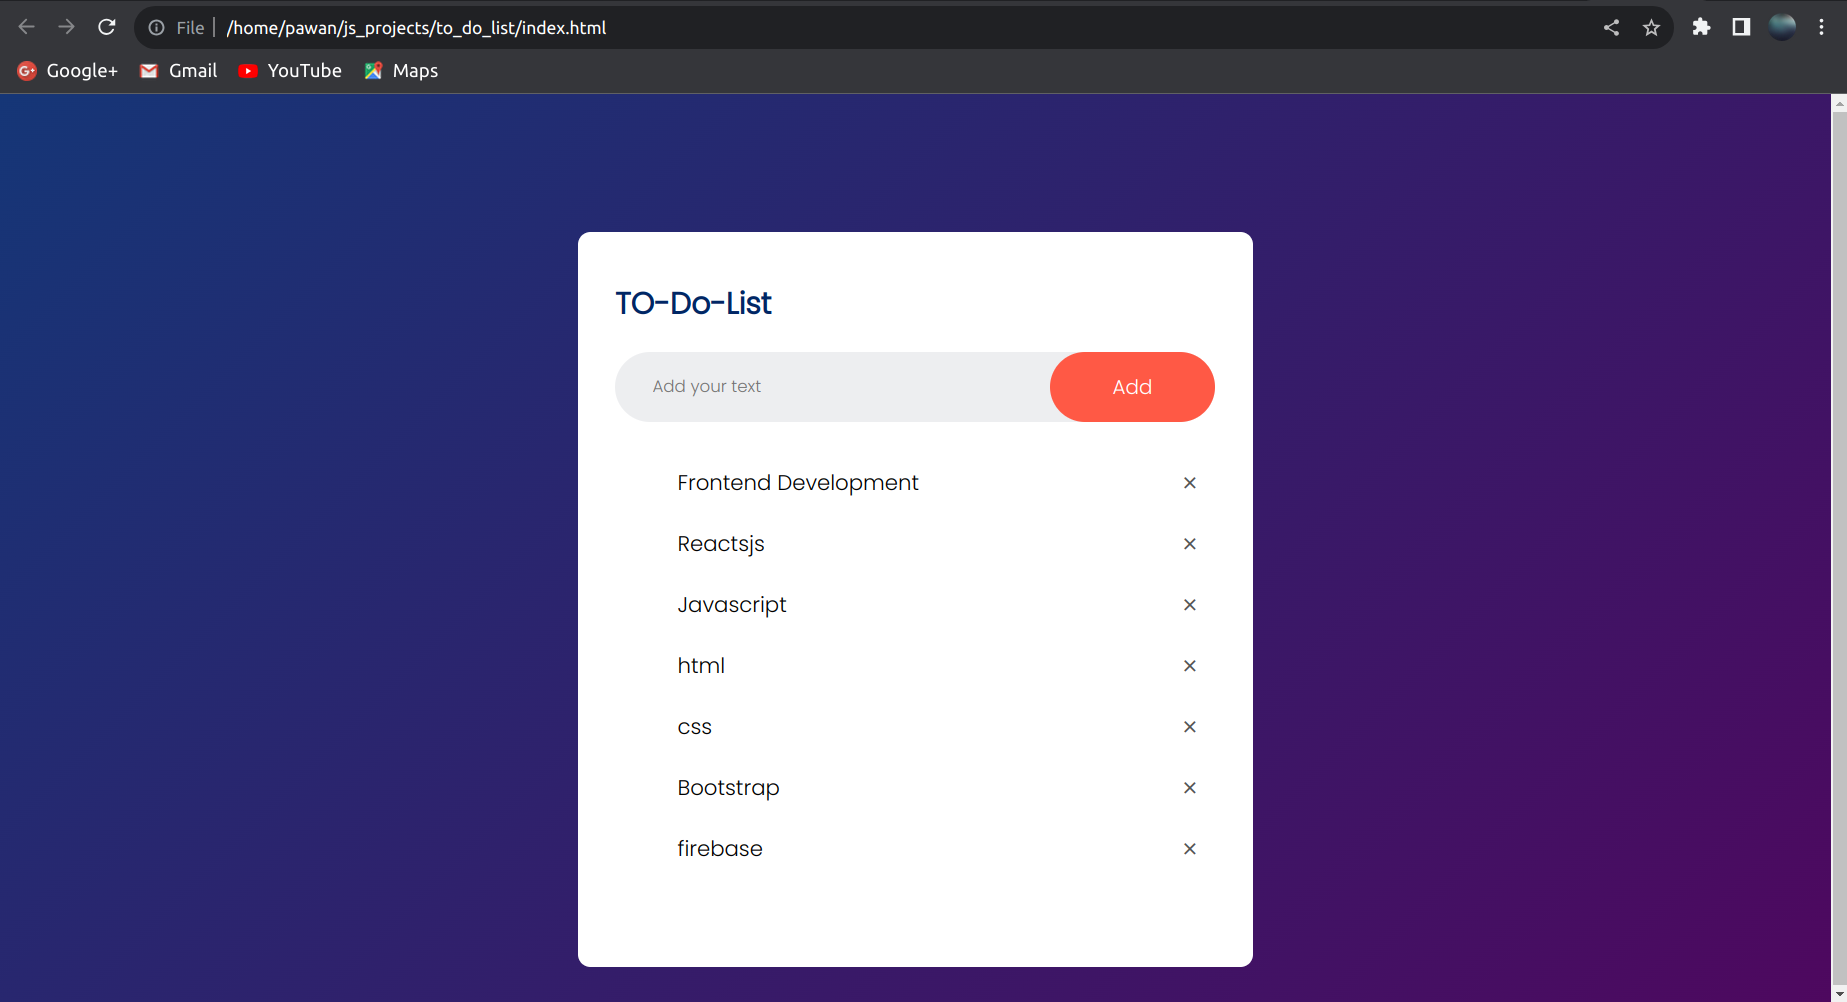 File | /home/pawan/js_projects/to_do_list/index.html
Google+ Gmail YouTube Maps
TO-Do-List
Add your text Add
Frontend Development ×
Reactsjs ×
Javascript ×
html ×
css ×
Bootstrap ×
firebase ×